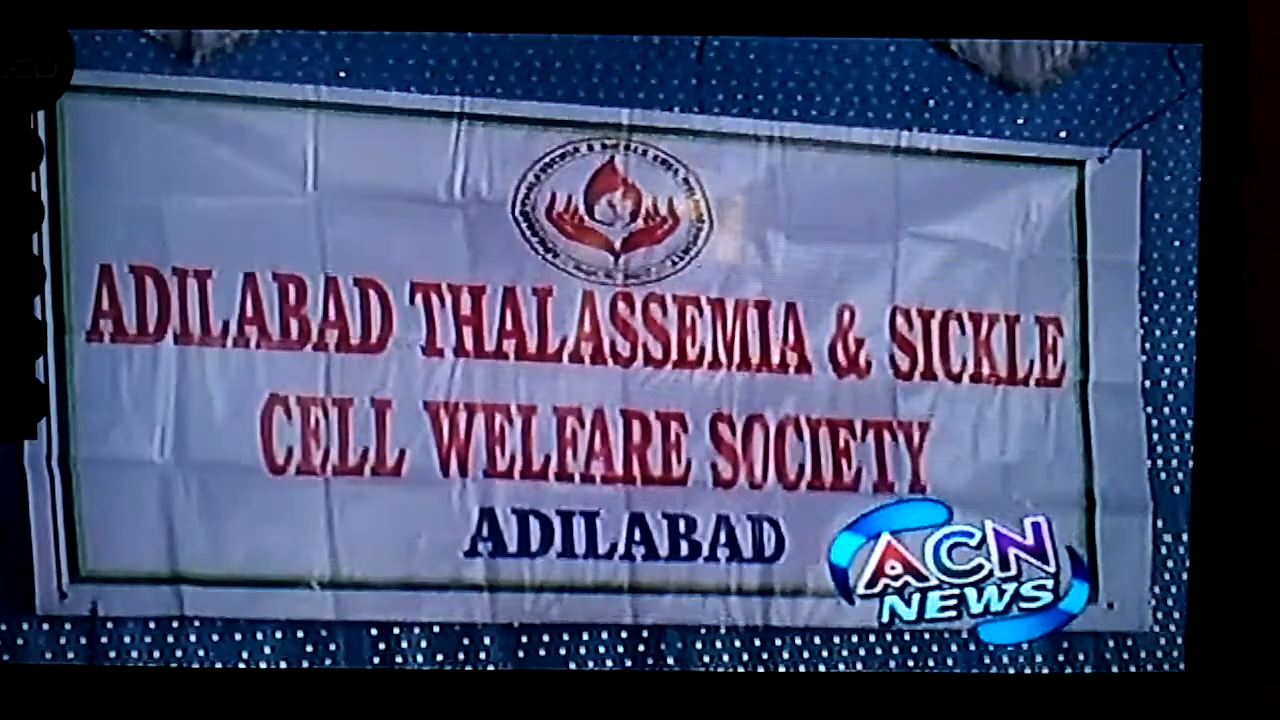 ADILABAD THALASSEMIA & SICKLE
CELL WELFARE SOCIETY
ADILABAD
ACN
NEWS